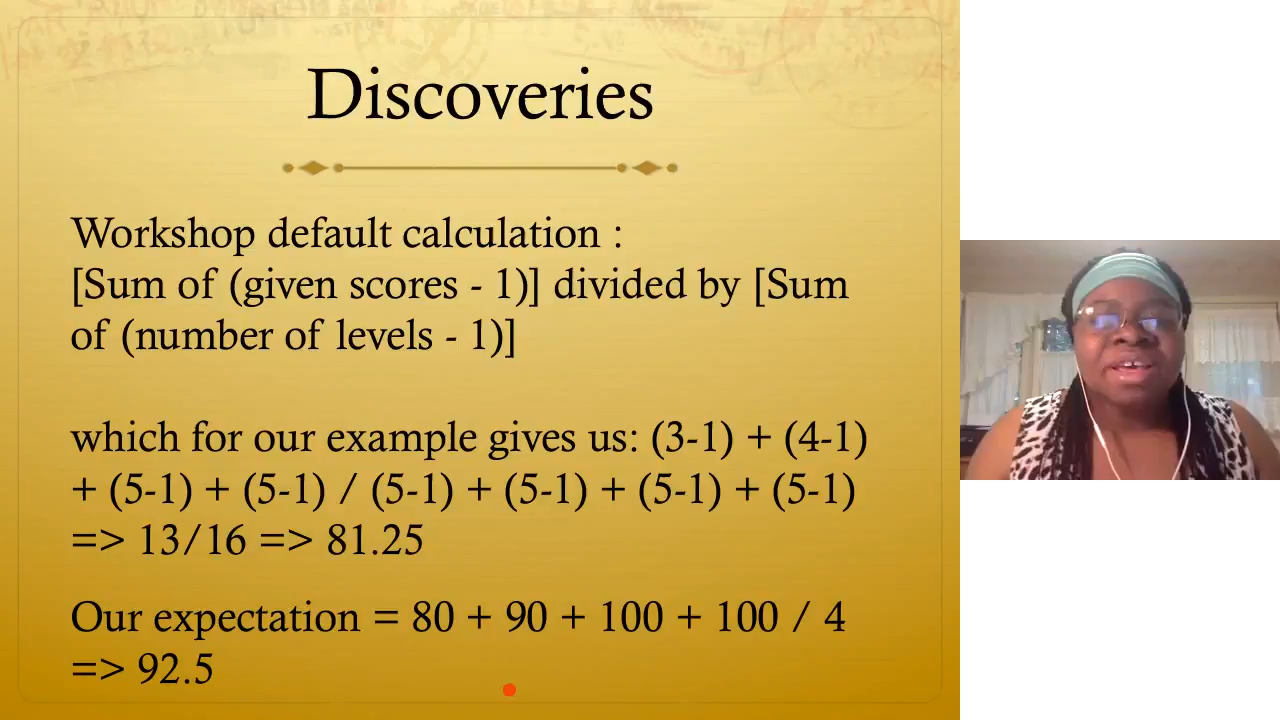 Discoveries
Workshop default calculation :
[Sum of (given scores - 1)] divided by [Sum
of (number of levels - 1)]
which for our example gives us: (3-1) + (4-1)
+ (5-1) + (5-1) / (5-1) + (5-1) + (5-1) + (5-1)
=> 13/16 => 81.25
Our expectation = 80 + 90 + 100 + 100 / 4
=> 92.5